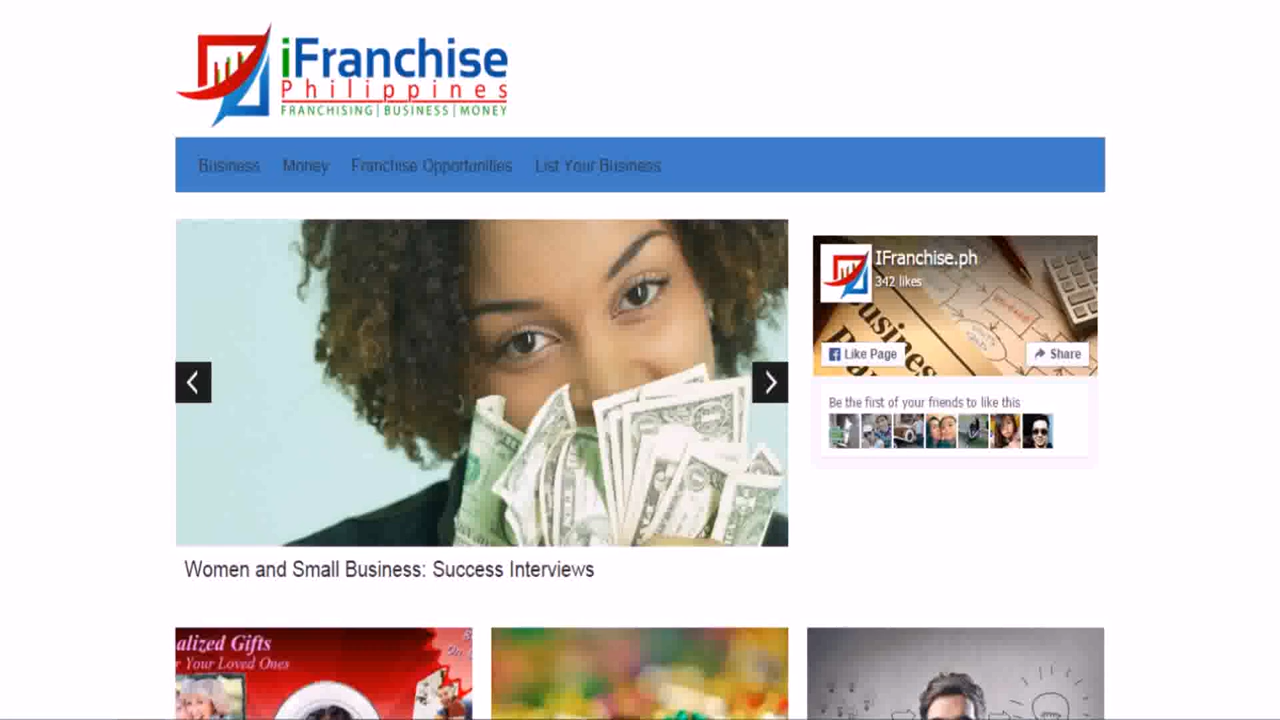 iFranchise
Philippines
FRANCHISING | BUSINESS | MONEY
Business Money Franchise Opportunities List Your Business
IFranchise.ph
342 likes
Business
Like Page Share
Be the first of your friends to like this
Women and Small Business: Success Interviews
alized Gifts
r Your Loved Ones